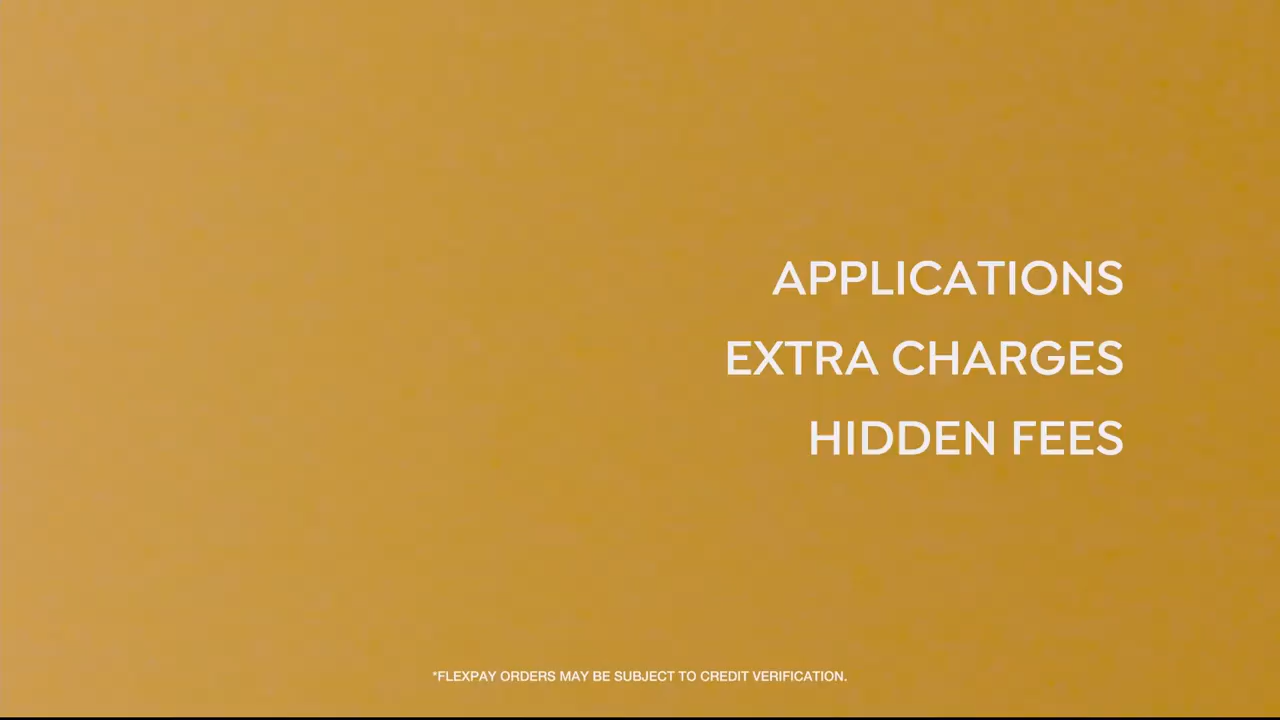 APPLICATIONS
EXTRA CHARGES
HIDDEN FEES
*FLEXPAY ORDERS MAY BE SUBJECT TO CREDIT VERIFICATION.